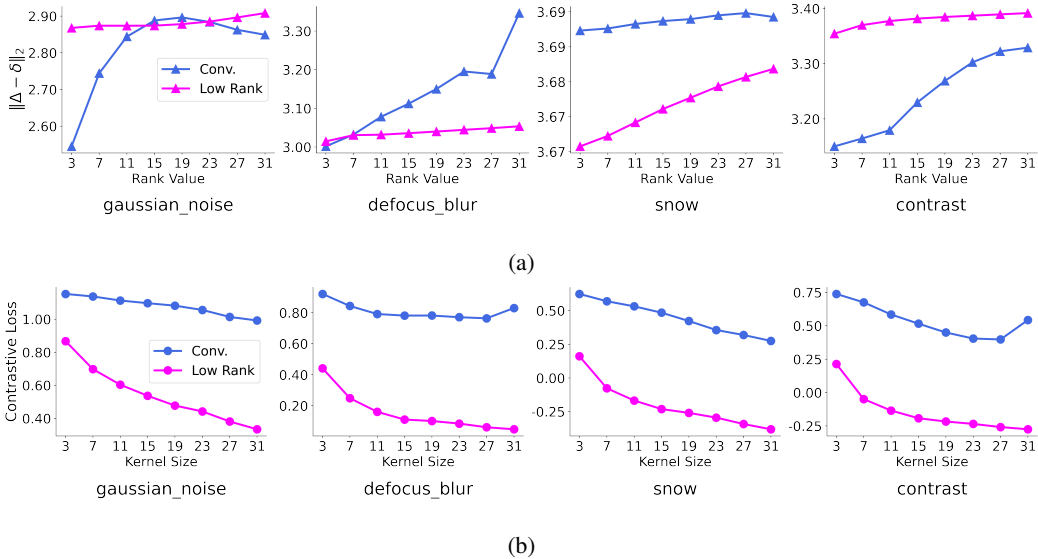 2.90
2.80
2.70
2.60
‖Δ − δ‖₂
Conv.
Low Rank
3 7 11 15 19 23 27 31
Rank Value
gaussian_noise
3.30
3.20
3.10
3.00
3 7 11 15 19 23 27 31
Rank Value
defocus_blur
3.69
3.69
3.68
3.67
3.67
3 7 11 15 19 23 27 31
Rank Value
snow
3.40
3.30
3.20
3 7 11 15 19 23 27 31
Rank Value
contrast
(a)
Contrastive Loss
1.00
0.80
0.60
0.40
Conv.
Low Rank
3 7 11 15 19 23 27 31
Kernel Size
gaussian_noise
0.80
0.60
0.40
0.20
3 7 11 15 19 23 27 31
Kernel Size
defocus_blur
0.50
0.25
0.00
-0.25
3 7 11 15 19 23 27 31
Kernel Size
snow
0.75
0.50
0.25
0.00
-0.25
3 7 11 15 19 23 27 31
Kernel Size
contrast
(b)